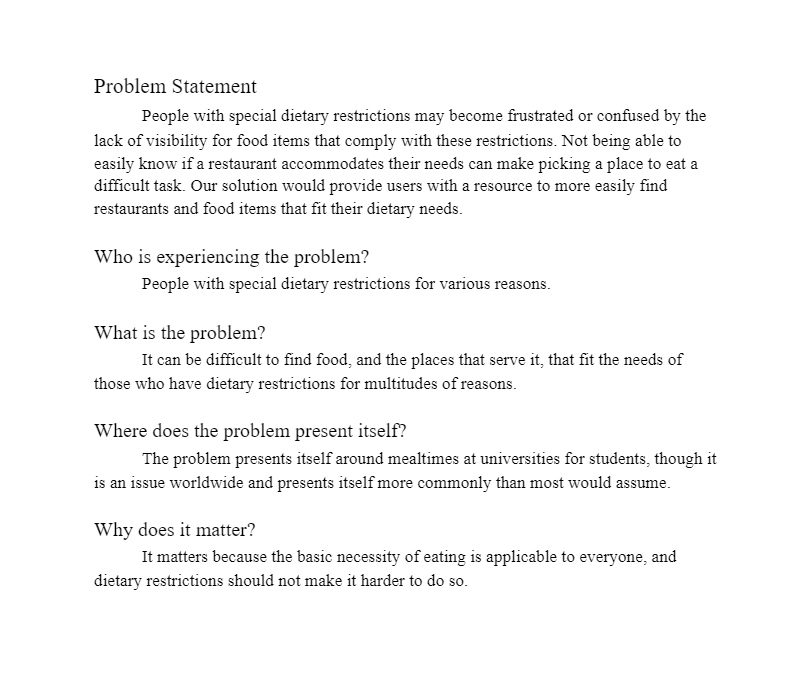 Problem Statement
People with special dietary restrictions may become frustrated or confused by the
lack of visibility for food items that comply with these restrictions. Not being able to
easily know if a restaurant accommodates their needs can make picking a place to eat a
difficult task. Our solution would provide users with a resource to more easily find
restaurants and food items that fit their dietary needs.
Who is experiencing the problem?
People with special dietary restrictions for various reasons.
What is the problem?
It can be difficult to find food, and the places that serve it, that fit the needs of
those who have dietary restrictions for multitudes of reasons.
Where does the problem present itself?
The problem presents itself around mealtimes at universities for students, though it
is an issue worldwide and presents itself more commonly than most would assume.
Why does it matter?
It matters because the basic necessity of eating is applicable to everyone, and
dietary restrictions should not make it harder to do so.